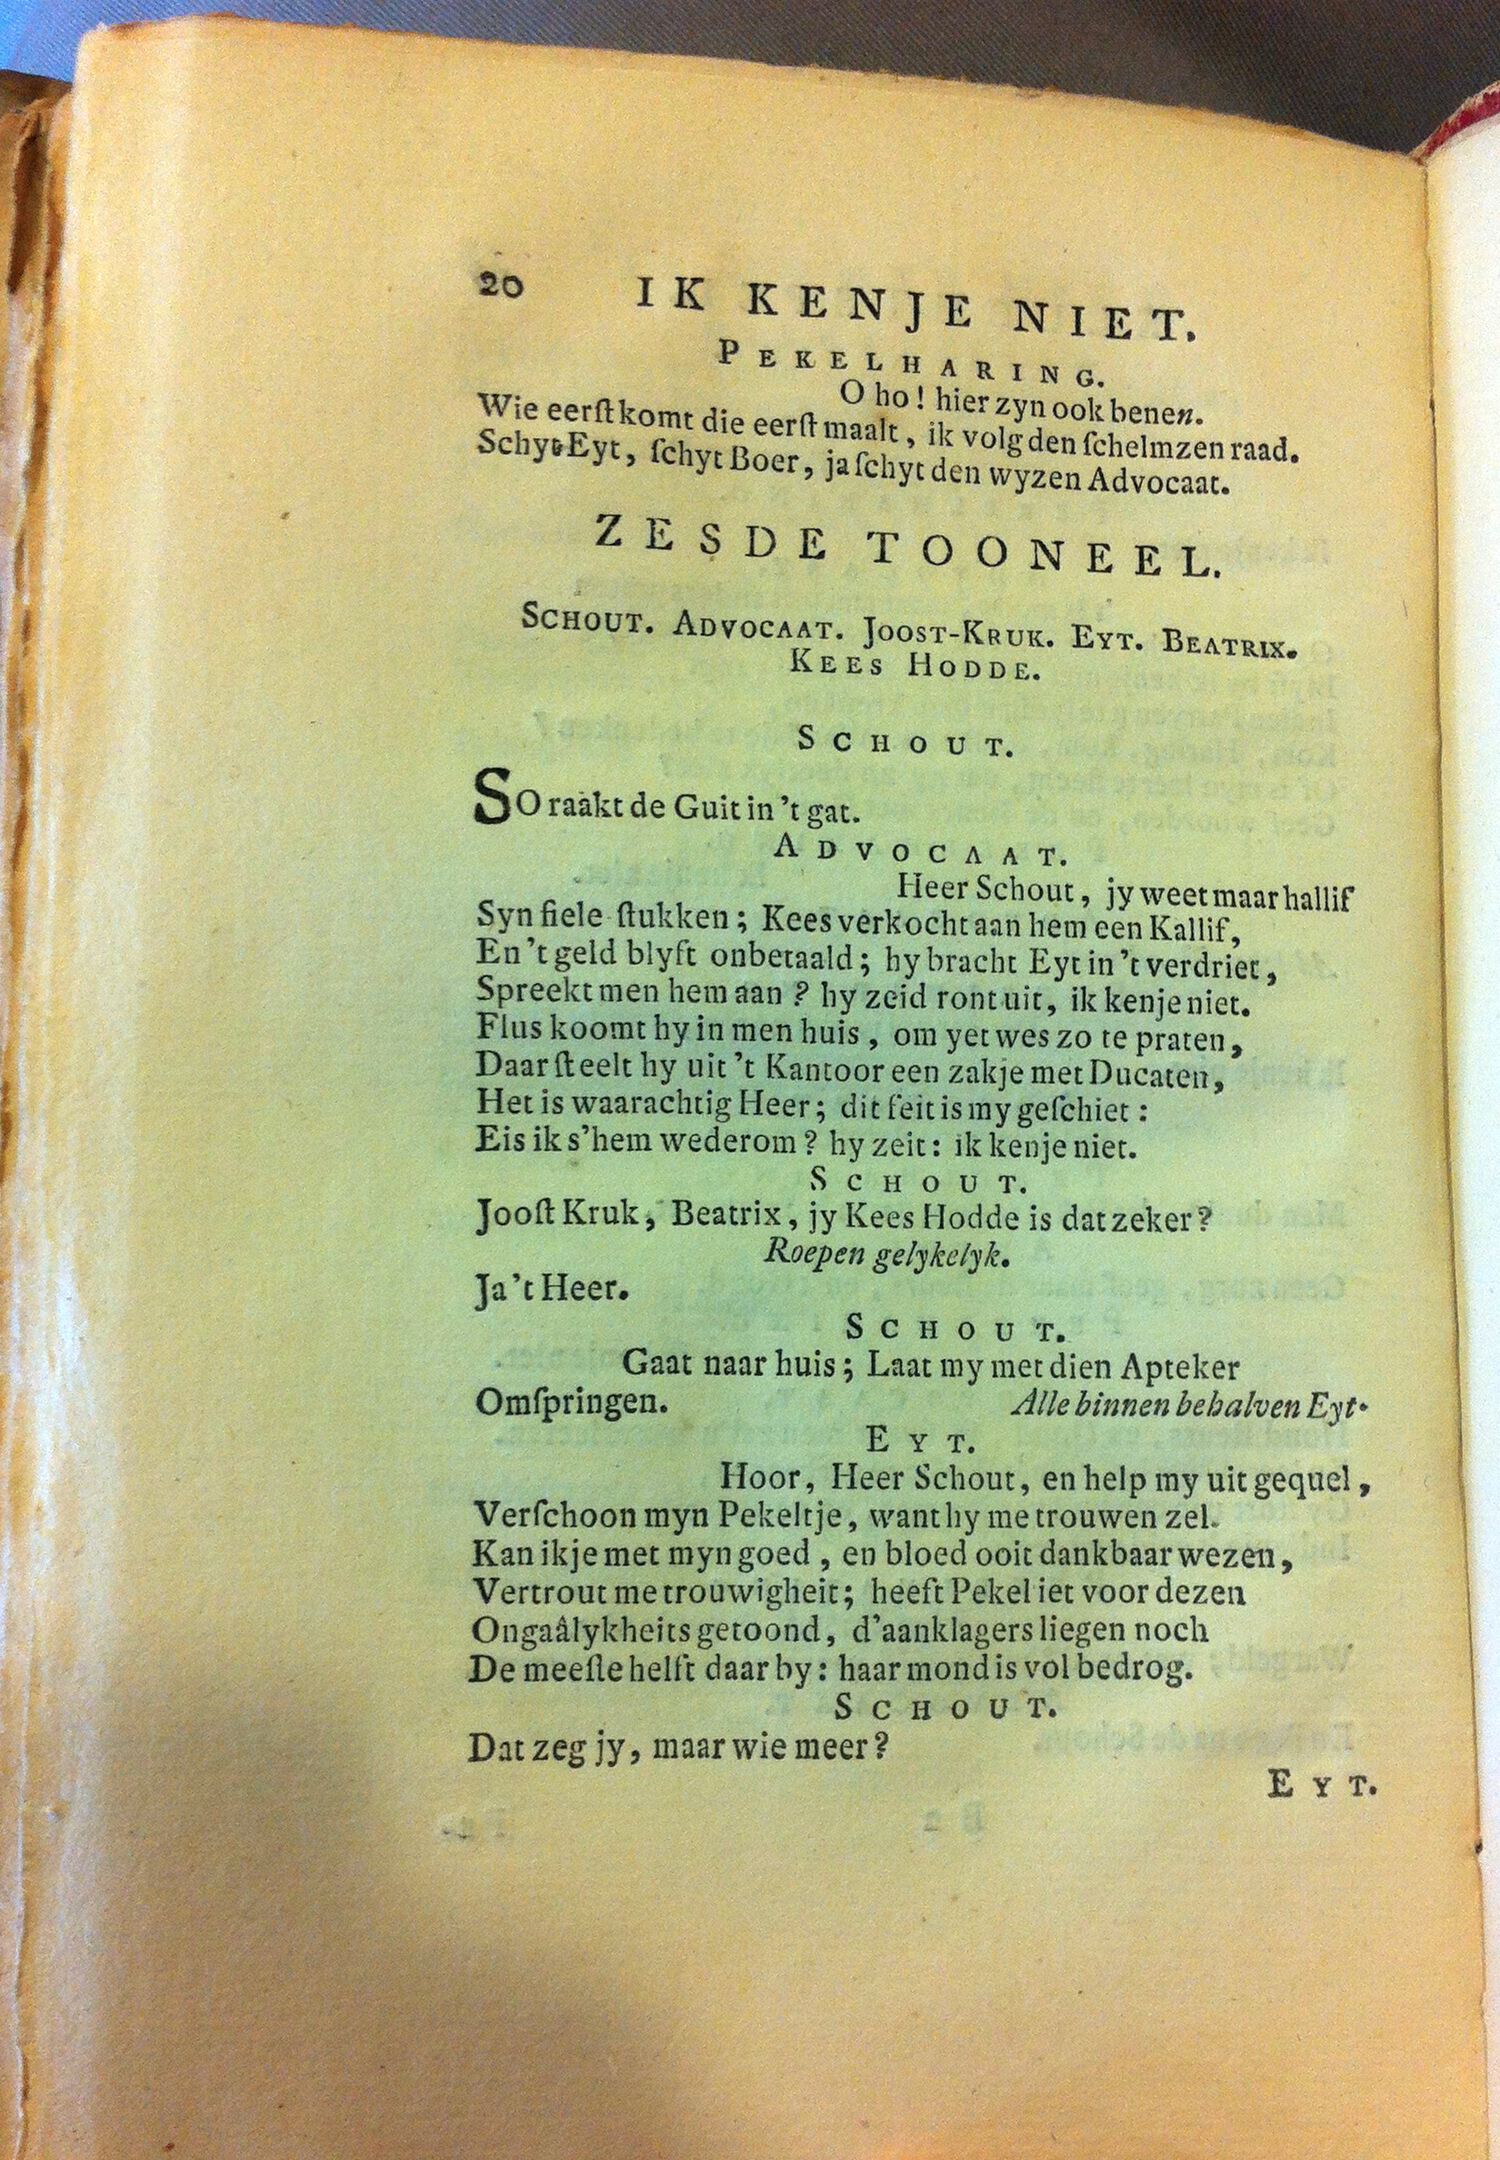 20 IK KENJE NIET.
PEKELHARING.
O ho! hier zyn ook benen.
Wie eerſt komt die eerſt maalt, ik volg den ſchelm zen raad.
Schyt Eyt, ſchyt Boer, ja ſchyt den wyzen Advocaat.
ZESDE TOONEEL.
SCHOUT. ADVOCAAT. JOOST-KRUK. EYT. BEATRIX.
KEES HODDE.
SCHOUT.
SO raakt de Guit in 't gat.
ADVOCAAT.
Heer Schout, jy weet maar hallif
Syn fiele ſtukken; Kees verkocht aan hem een Kallif,
En 't geld blyft onbetaald; hy bracht Eyt in 't verdriet,
Spreekt men hem aan? hy zeid ront uit, ik kenje niet.
Flus koomt hy in men huis, om yet wes zo te praten,
Daar ſteelt hy uit 't Kantoor een zakje met Ducaten,
Het is waarachtig Heer; dit feit is my geſchiet:
Eis ik s'hem wederom? hy zeit: ik kenje niet.
SCHOUT.
Jooſt Kruk, Beatrix, jy Kees Hodde is dat zeker?
Roepen gelykelyk.
Ja 't Heer.
SCHOUT.
Gaat naar huis; Laat my met dien Apteker
Omſpringen. Alle binnen behalven Eyt.
EYT.
Hoor, Heer Schout, en help my uit gequel,
Verſchoon myn Pekeltje, want hy me trouwen zel.
Kan ik je met myn goed, en bloed ooit dankbaar wezen,
Vertrout me trouwigheit; heeft Pekel iet voor dezen
Ongaâlykheits getoond, d'aanklagers liegen noch
De meeſte helft daar by: haar mond is vol bedrog.
SCHOUT.
Dat zeg jy, maar wie meer?
EYT.